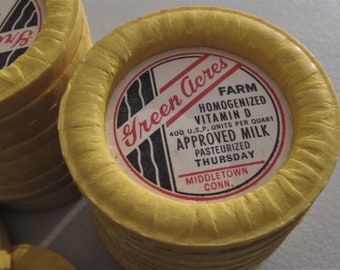 Green Acres
FARM
HOMOGENIZED
VITAMIN D
400 U.S.P. UNITS PER QUART
APPROVED MILK
PASTEURIZED
THURSDAY
MIDDLETOWN
CONN.